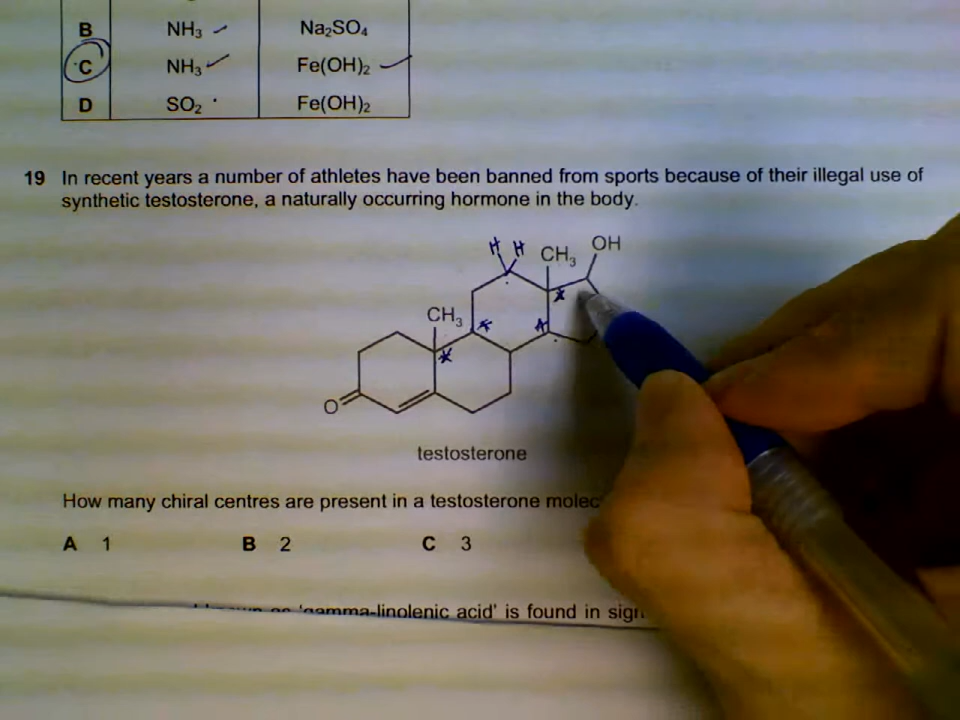 B NH₃ Na₂SO₄
C NH₃ Fe(OH)₂
D SO₂ Fe(OH)₂
19 In recent years a number of athletes have been banned from sports because of their illegal use of
synthetic testosterone, a naturally occurring hormone in the body.
H H CH₃ OH
CH₃
O
testosterone
How many chiral centres are present in a testosterone
A 1 B 2 C 3
'gamma-linolenic acid' is found in